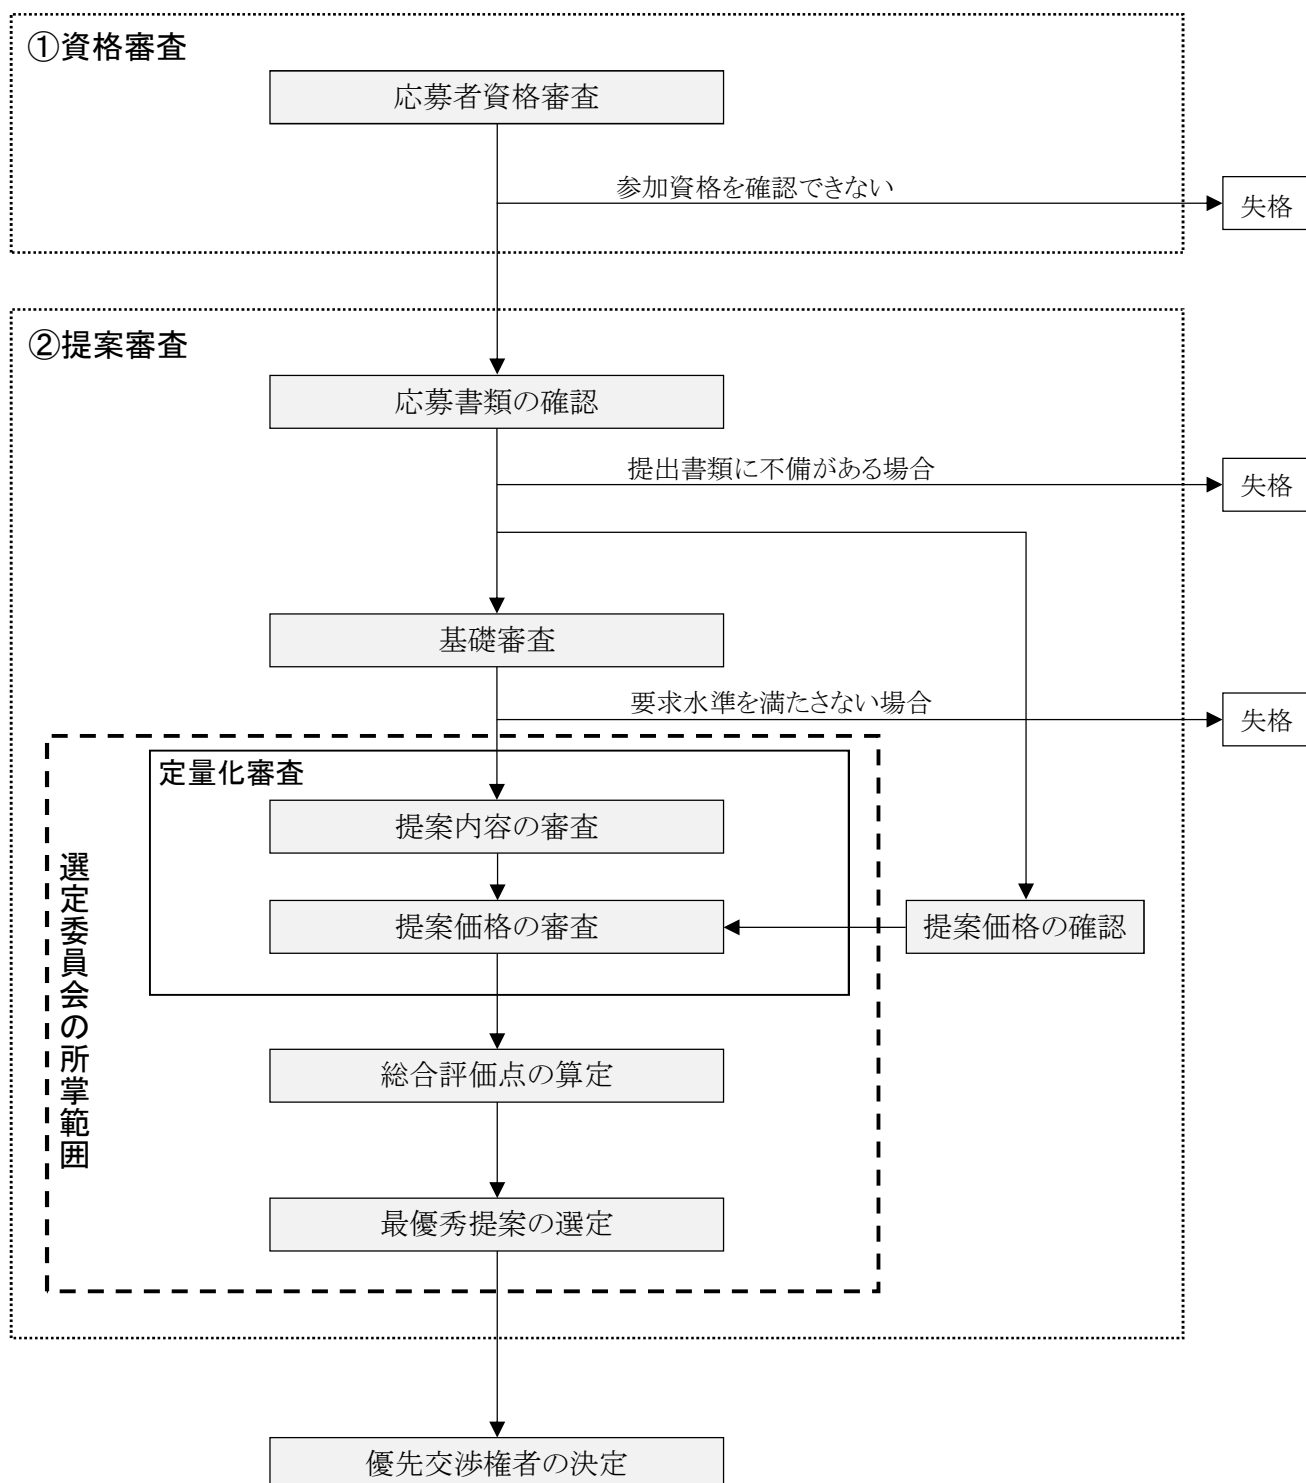 ①資格審査
応募者資格審査
参加資格を確認できない
失格
②提案審査
応募書類の確認
提出書類に不備がある場合
失格
基礎審査
要求水準を満たさない場合
失格
定量化審査
提案内容の審査
選定委員会の所掌範囲
提案価格の審査
提案価格の確認
総合評価点の算定
最優秀提案の選定
優先交渉権者の決定